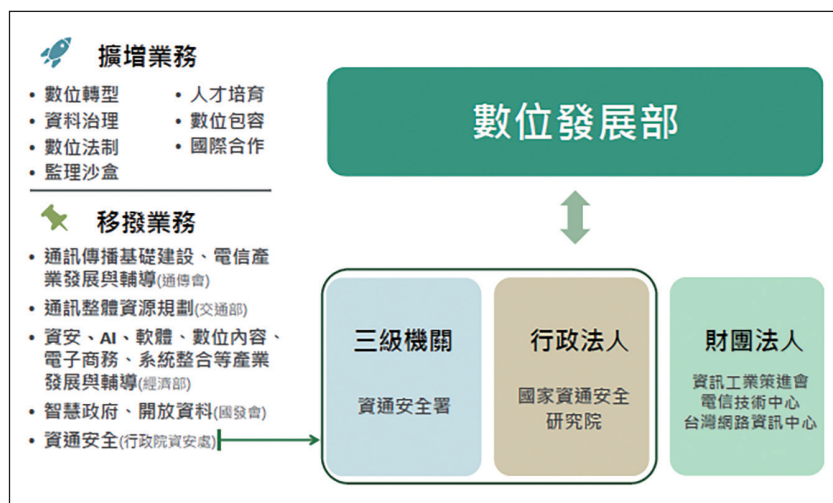 擴增業務
• 數位轉型
• 資料治理
• 數位法制
• 監理沙盒
• 人才培育
• 數位包容
• 國際合作
移撥業務
• 通訊傳播基礎建設、電信產
業發展與輔導(通傳會)
• 通訊整體資源規劃(交通部)
• 資安、AI、軟體、數位內容、
電子商務、系統整合等產業
發展與輔導(經濟部)
• 智慧政府、開放資料(國發會)
• 資通安全(行政院資安處)
數位發展部
三級機關
資通安全署
行政法人
國家資通安全
研究院
財團法人
資訊工業策進會
電信技術中心
台灣網路資訊中心